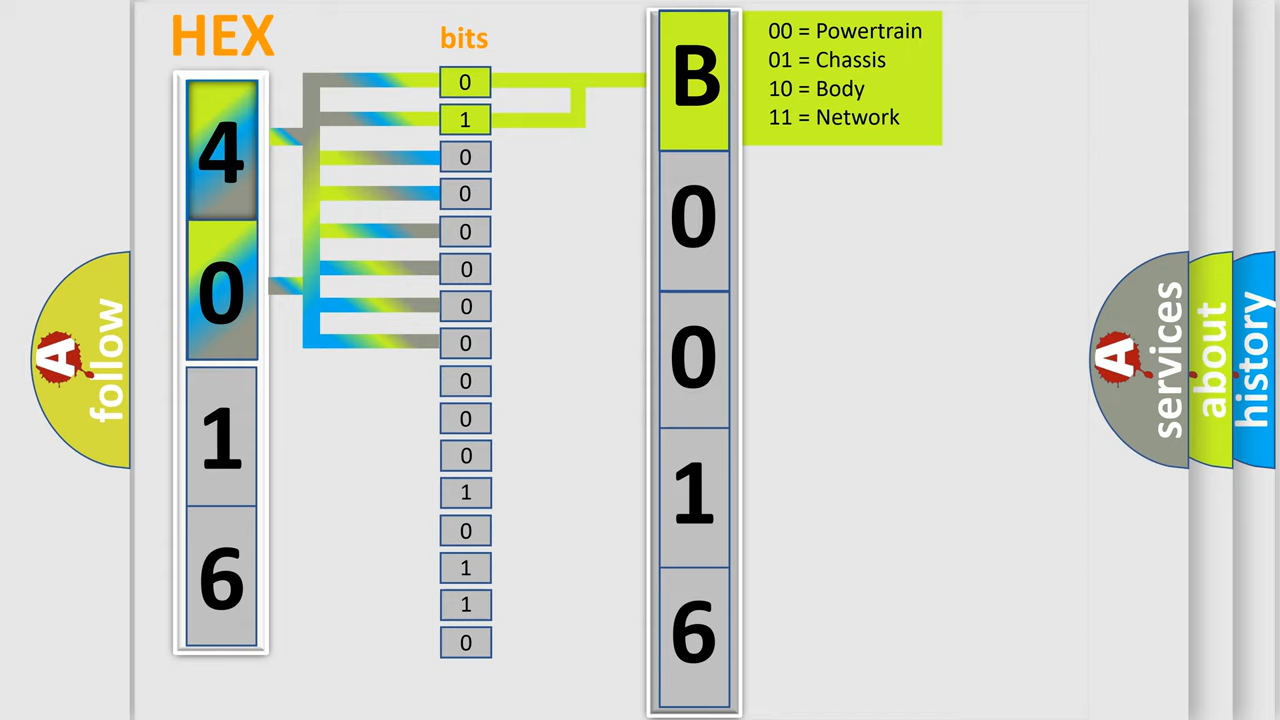 HEX
bits
4
0
1
6
0
1
0
0
0
0
0
0
0
0
0
1
0
1
1
0
B
0
0
1
6
00 = Powertrain
01 = Chassis
10 = Body
11 = Network
A
follow
A
services
about
history